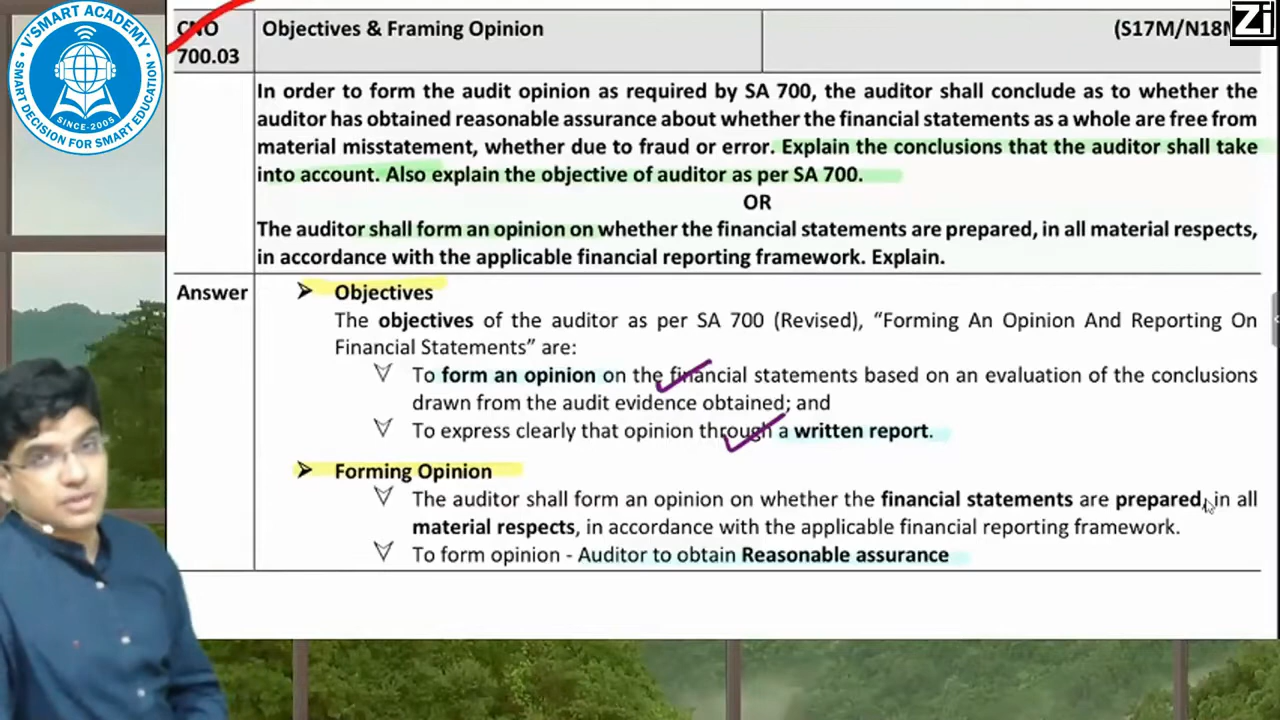 V'SMART ACADEMY
SMART DECISION FOR SMART EDUCATION
SINCE-2005
Zi
CNO
700.03
Objectives & Framing Opinion
(S17M/N18M
In order to form the audit opinion as required by SA 700, the auditor shall conclude as to whether the
auditor has obtained reasonable assurance about whether the financial statements as a whole are free from
material misstatement, whether due to fraud or error. Explain the conclusions that the auditor shall take
into account. Also explain the objective of auditor as per SA 700.
OR
The auditor shall form an opinion on whether the financial statements are prepared, in all material respects,
in accordance with the applicable financial reporting framework. Explain.
Answer
➤ Objectives
The objectives of the auditor as per SA 700 (Revised), “Forming An Opinion And Reporting On
Financial Statements” are:
To form an opinion on the financial statements based on an evaluation of the conclusions
drawn from the audit evidence obtained; and
To express clearly that opinion through a written report.
➤ Forming Opinion
The auditor shall form an opinion on whether the financial statements are prepared, in all
material respects, in accordance with the applicable financial reporting framework.
To form opinion - Auditor to obtain Reasonable assurance